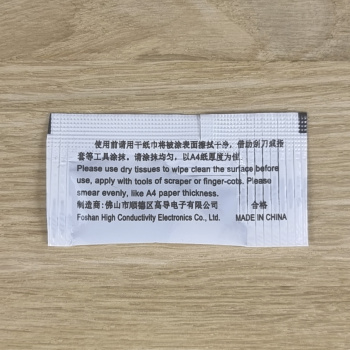 使用前请用干纸巾将被涂表面擦拭干净，借助刮刀或指
套等工具涂抹，请涂抹均匀，以A4纸厚度为佳.
Please use dry tissues to wipe clean the surface before
use, apply with tools of scraper or finger-cots. Please
smear evenly, like A4 paper thickness.
制造商:佛山市顺德区高导电子有限公司 合格
Foshan High Conductivity Electronics Co., Ltd. MADE IN CHINA